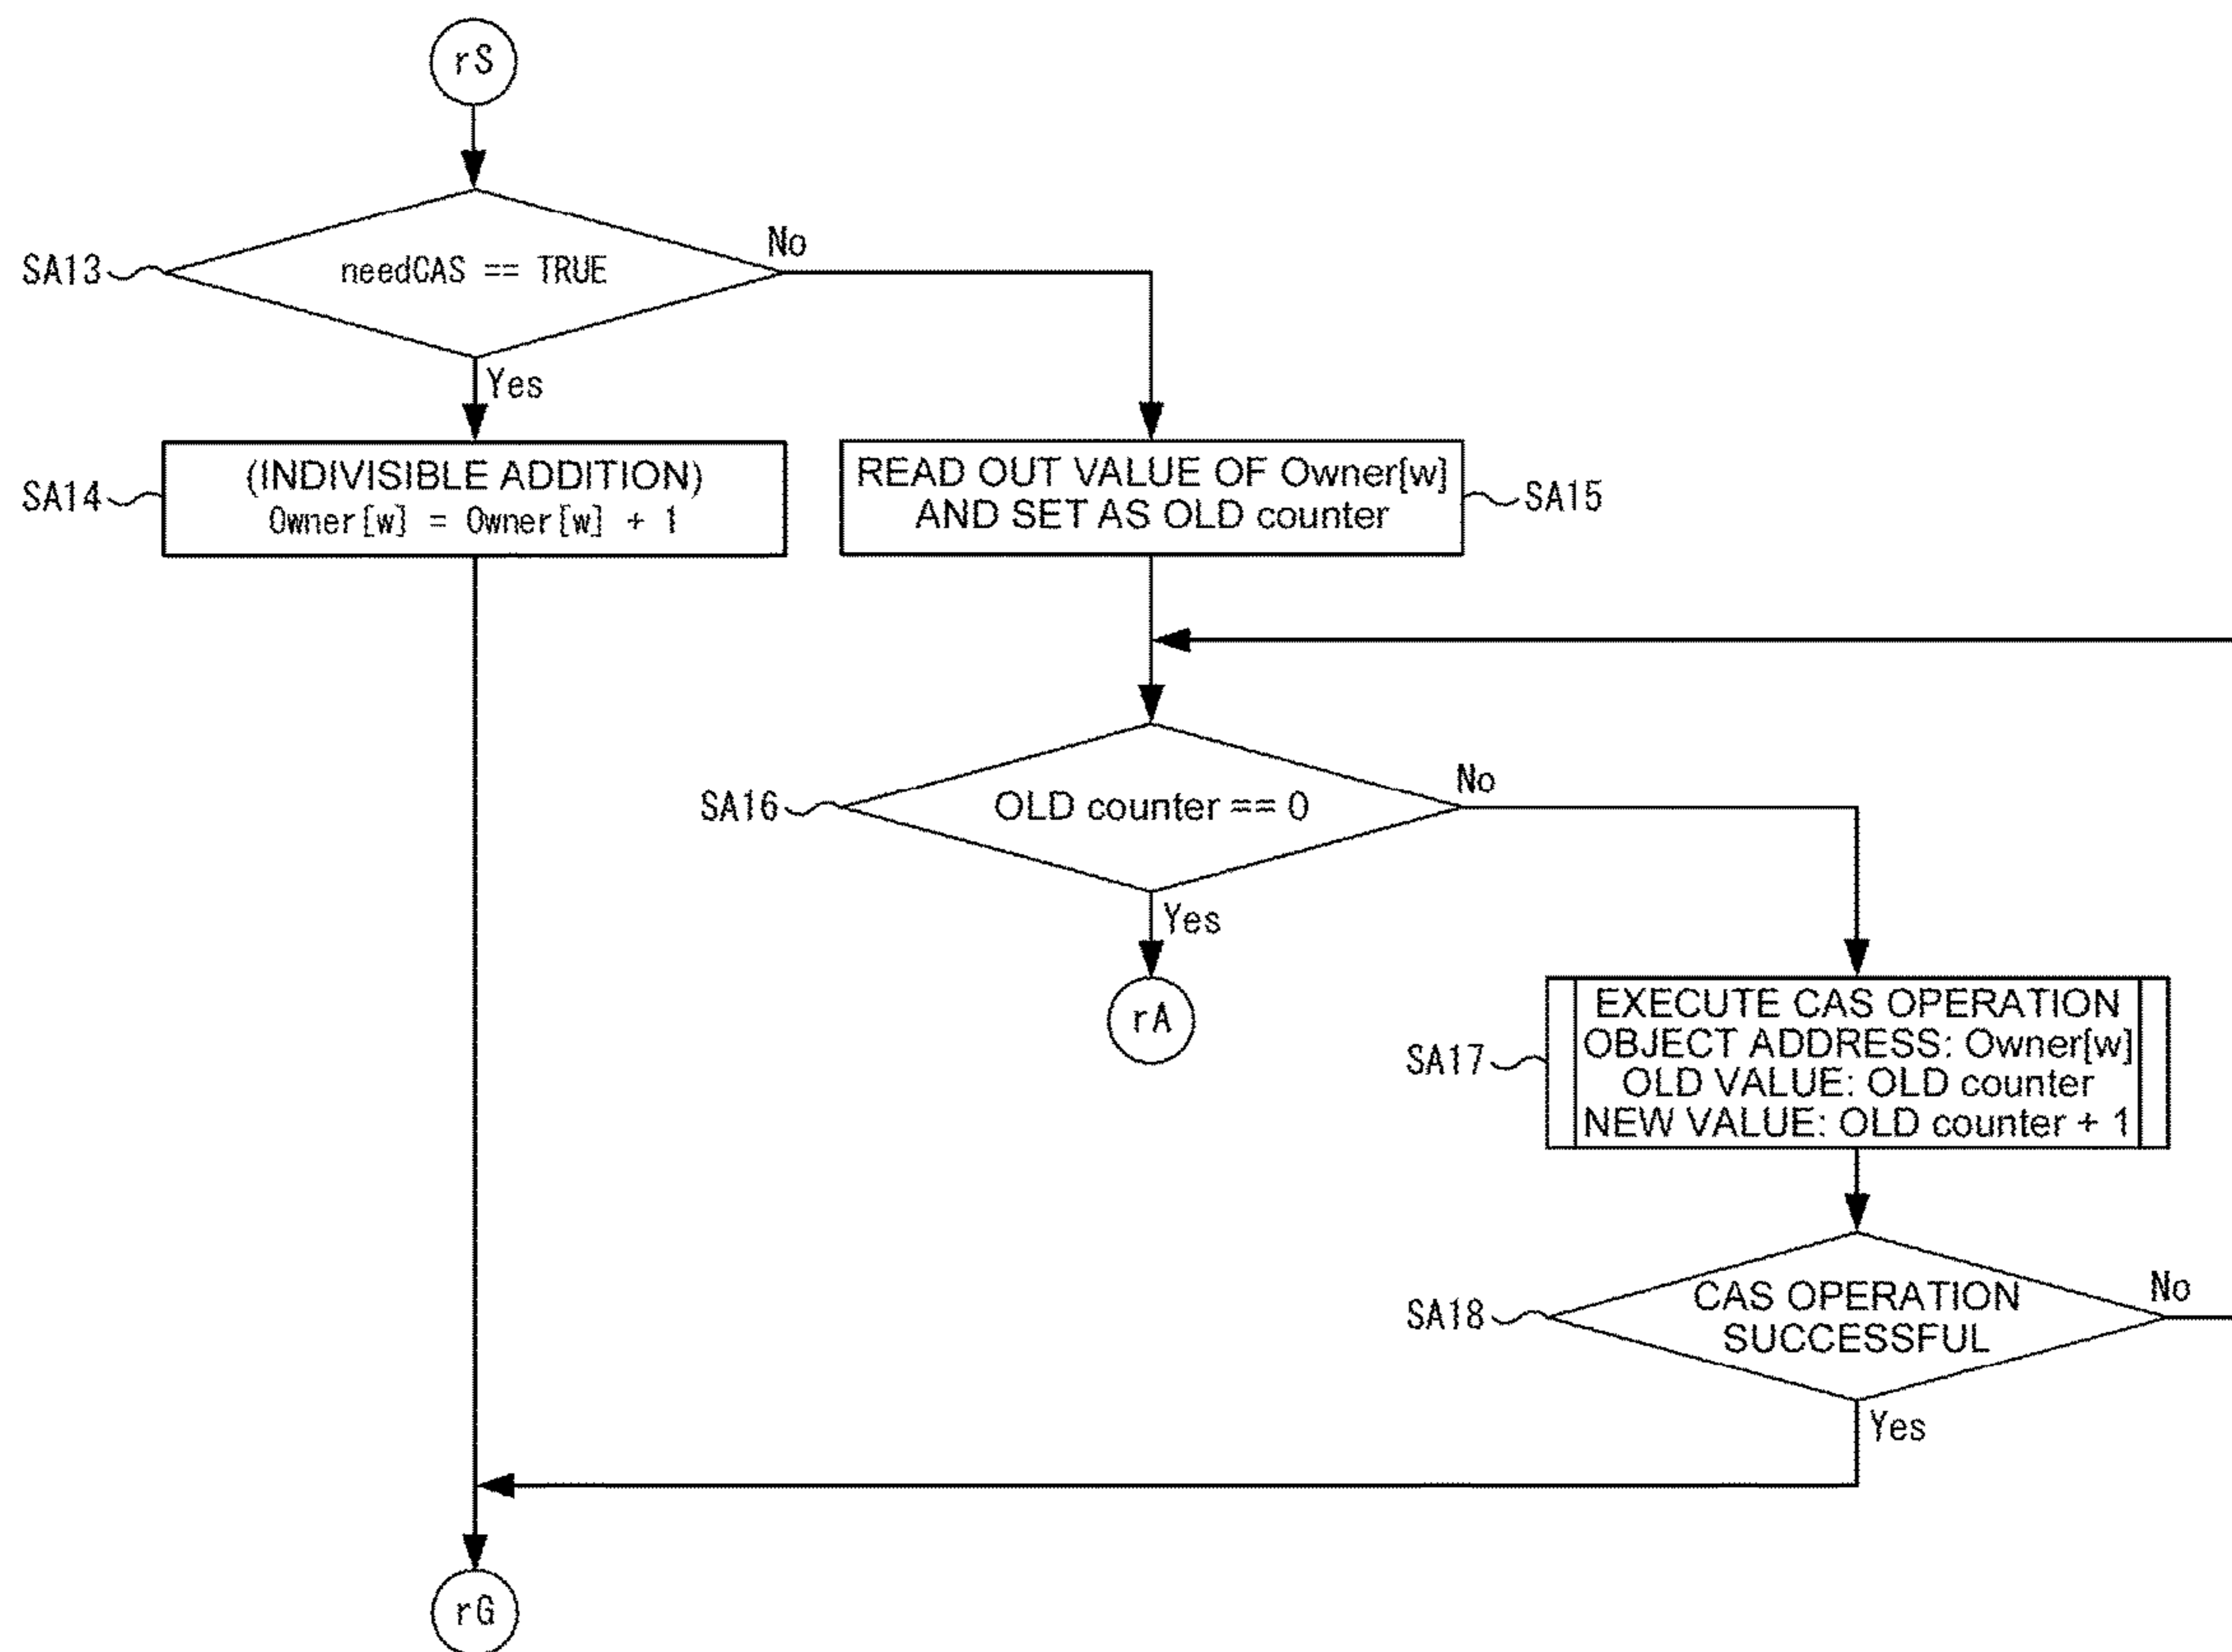 rS
SA13
needCAS == TRUE
No
Yes
SA14
(INDIVISIBLE ADDITION)
Owner[w] = Owner[w] + 1
READ OUT VALUE OF Owner[w]
AND SET AS OLD counter
SA15
SA16
OLD counter == 0
No
Yes
rA
SA17
EXECUTE CAS OPERATION
OBJECT ADDRESS: Owner[w]
OLD VALUE: OLD counter
NEW VALUE: OLD counter + 1
SA18
CAS OPERATION
SUCCESSFUL
No
Yes
rG